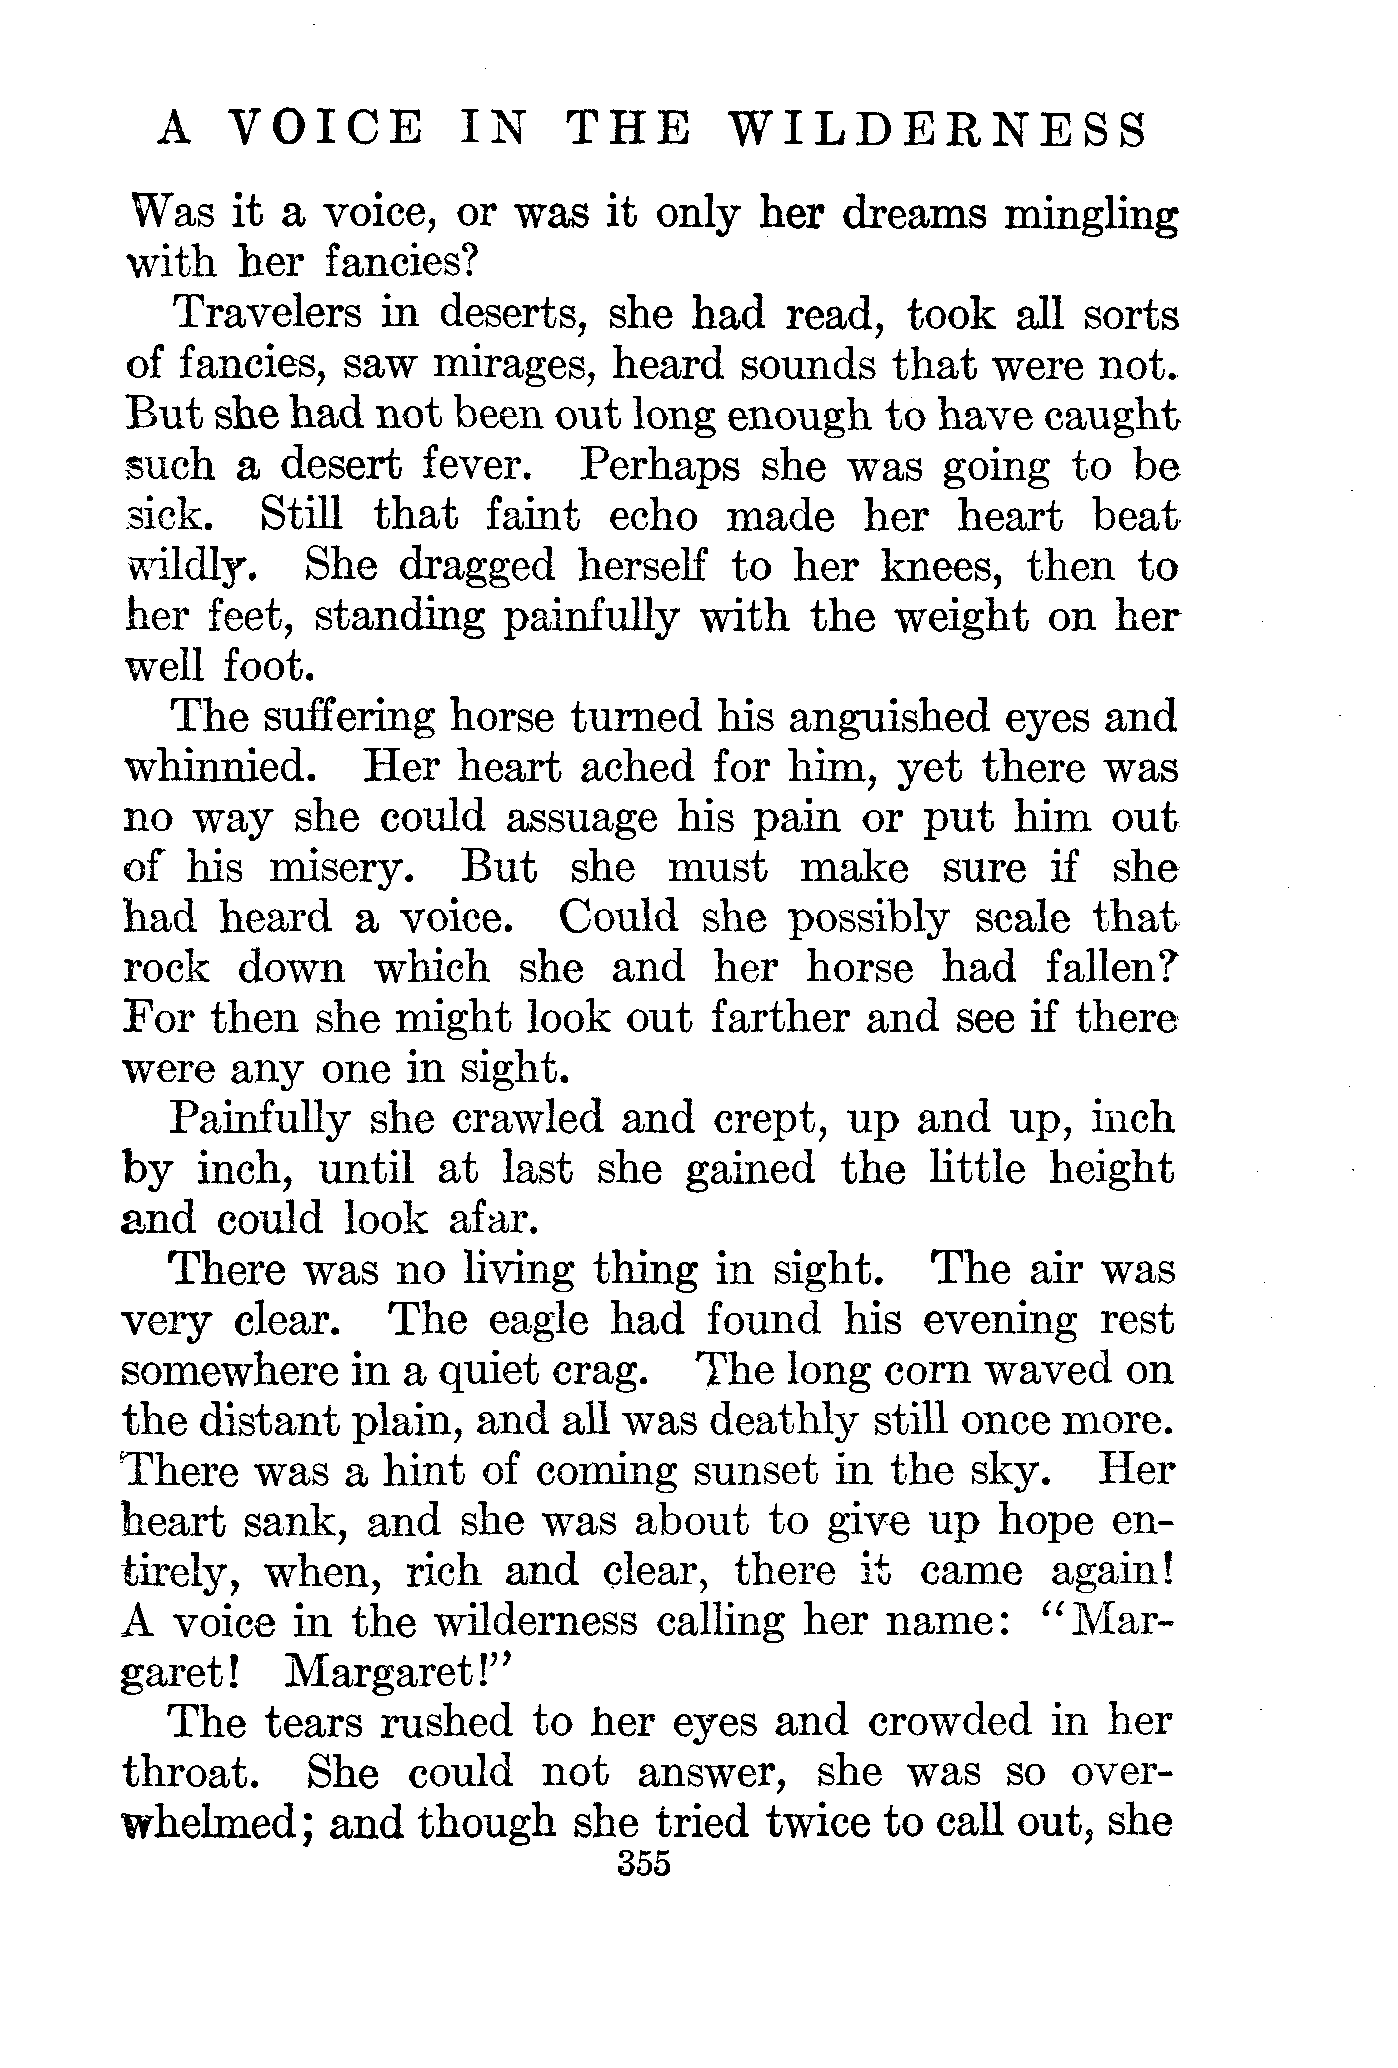 A VOICE IN THE WILDERNESS
Was it a voice, or was it only her dreams mingling
with her fancies?
Travelers in deserts, she had read, took all sorts
of fancies, saw mirages, heard sounds that were not.
But she had not been out long enough to have caught
such a desert fever. Perhaps she was going to be
sick. Still that faint echo made her heart beat
wildly. She dragged herself to her knees, then to
her feet, standing painfully with the weight on her
well foot.
The suffering horse turned his anguished eyes and
whinnied. Her heart ached for him, yet there was
no way she could assuage his pain or put him out
of his misery. But she must make sure if she
had heard a voice. Could she possibly scale that
rock down which she and her horse had fallen?
For then she might look out farther and see if there
were any one in sight.
Painfully she crawled and crept, up and up, inch
by inch, until at last she gained the little height
and could look afar.
There was no living thing in sight. The air was
very clear. The eagle had found his evening rest
somewhere in a quiet crag. The long corn waved on
the distant plain, and all was deathly still once more.
There was a hint of coming sunset in the sky. Her
heart sank, and she was about to give up hope en-
tirely, when, rich and clear, there it came again!
A voice in the wilderness calling her name: "Mar-
garet! Margaret!"
The tears rushed to her eyes and crowded in her
throat. She could not answer, she was so over-
whelmed; and though she tried twice to call out, she
355